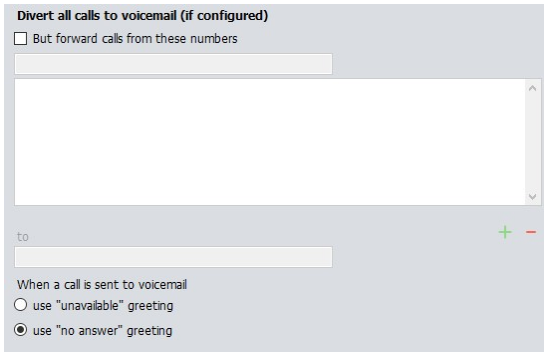 Divert all calls to voicemail (if configured)
But forward calls from these numbers
to
When a call is sent to voicemail
use "unavailable" greeting
use "no answer" greeting